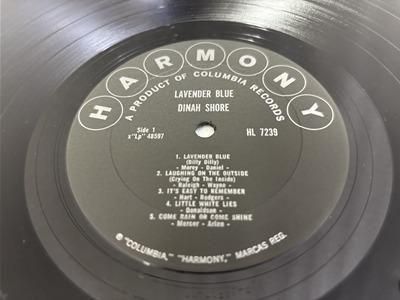 HARMONY
A PRODUCT OF COLUMBIA RECORDS
LAVENDER BLUE
DINAH SHORE
Side 1
x"Lp" 48597
HL 7239
1. LAVENDER BLUE
(Dilly Dilly)
- Morey - Daniel -
2. LAUGHING ON THE OUTSIDE
(Crying On The Inside)
- Raleigh - Wayne -
3. IT'S EASY TO REMEMBER
- Hart - Rodgers -
4. LITTLE WHITE LIES
- Donaldson -
5. COME RAIN OR COME SHINE
- Mercer - Arlen -
® "COLUMBIA," "HARMONY," MARCAS REG.